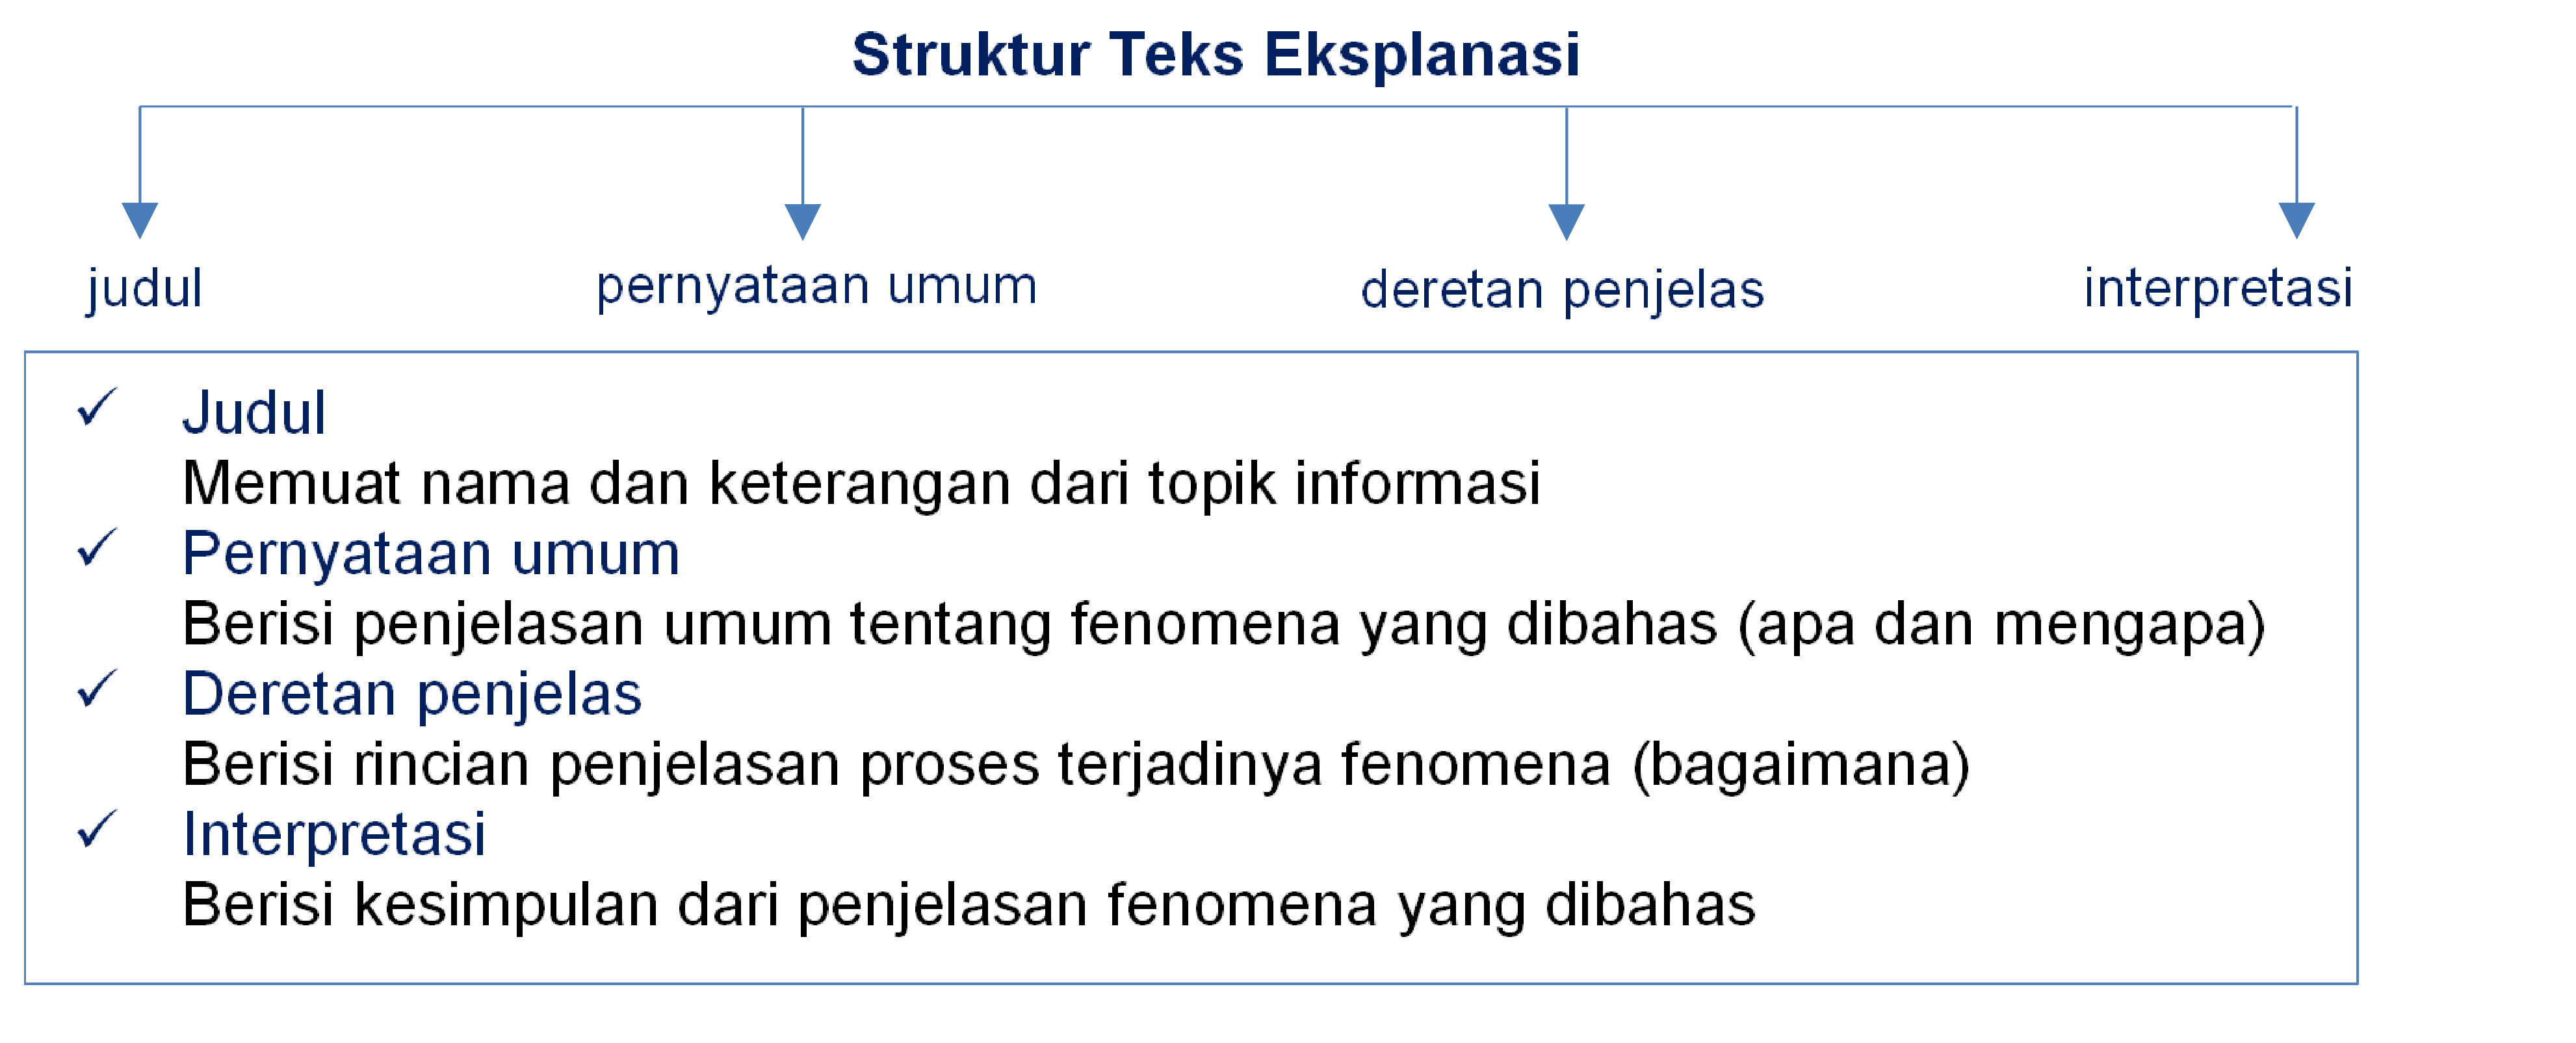 Struktur Teks Eksplanasi
judul
pernyataan umum
deretan penjelas
interpretasi
✓ Judul
Memuat nama dan keterangan dari topik informasi
✓ Pernyataan umum
Berisi penjelasan umum tentang fenomena yang dibahas (apa dan mengapa)
✓ Deretan penjelas
Berisi rincian penjelasan proses terjadinya fenomena (bagaimana)
✓ Interpretasi
Berisi kesimpulan dari penjelasan fenomena yang dibahas